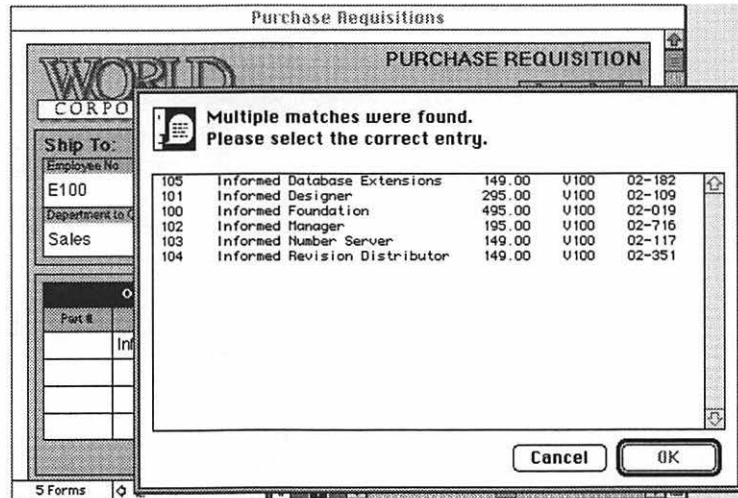 Purchase Requisitions
WORLD
PURCHASE REQUISITION
CORPO
Multiple matches were found.
Please select the correct entry.
Ship To:
Employee No
E100
Department to C
Sales
105 Informed Database Extensions 149.00 V100 02-182
101 Informed Designer 295.00 V100 02-109
100 Informed Foundation 495.00 V100 02-019
102 Informed Manager 195.00 V100 02-716
103 Informed Number Server 149.00 V100 02-117
104 Informed Revision Distributor 149.00 V100 02-351
O
Part #
Inf
Cancel OK
5 Forms